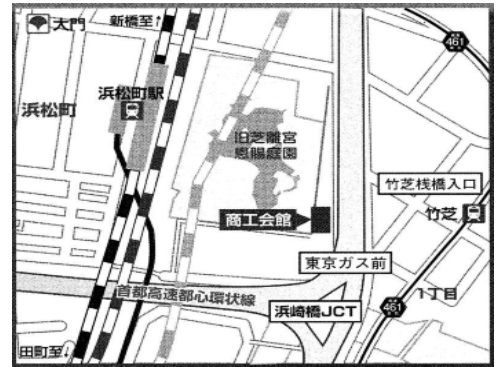 大門
新橋至↑
461
浜松町駅
浜松町
旧芝離宮
恩賜庭園
竹芝桟橋入口
竹芝
商工会館
東京ガス前
首都高速都心環状線
1丁目
浜崎橋JCT
461
田町至↓